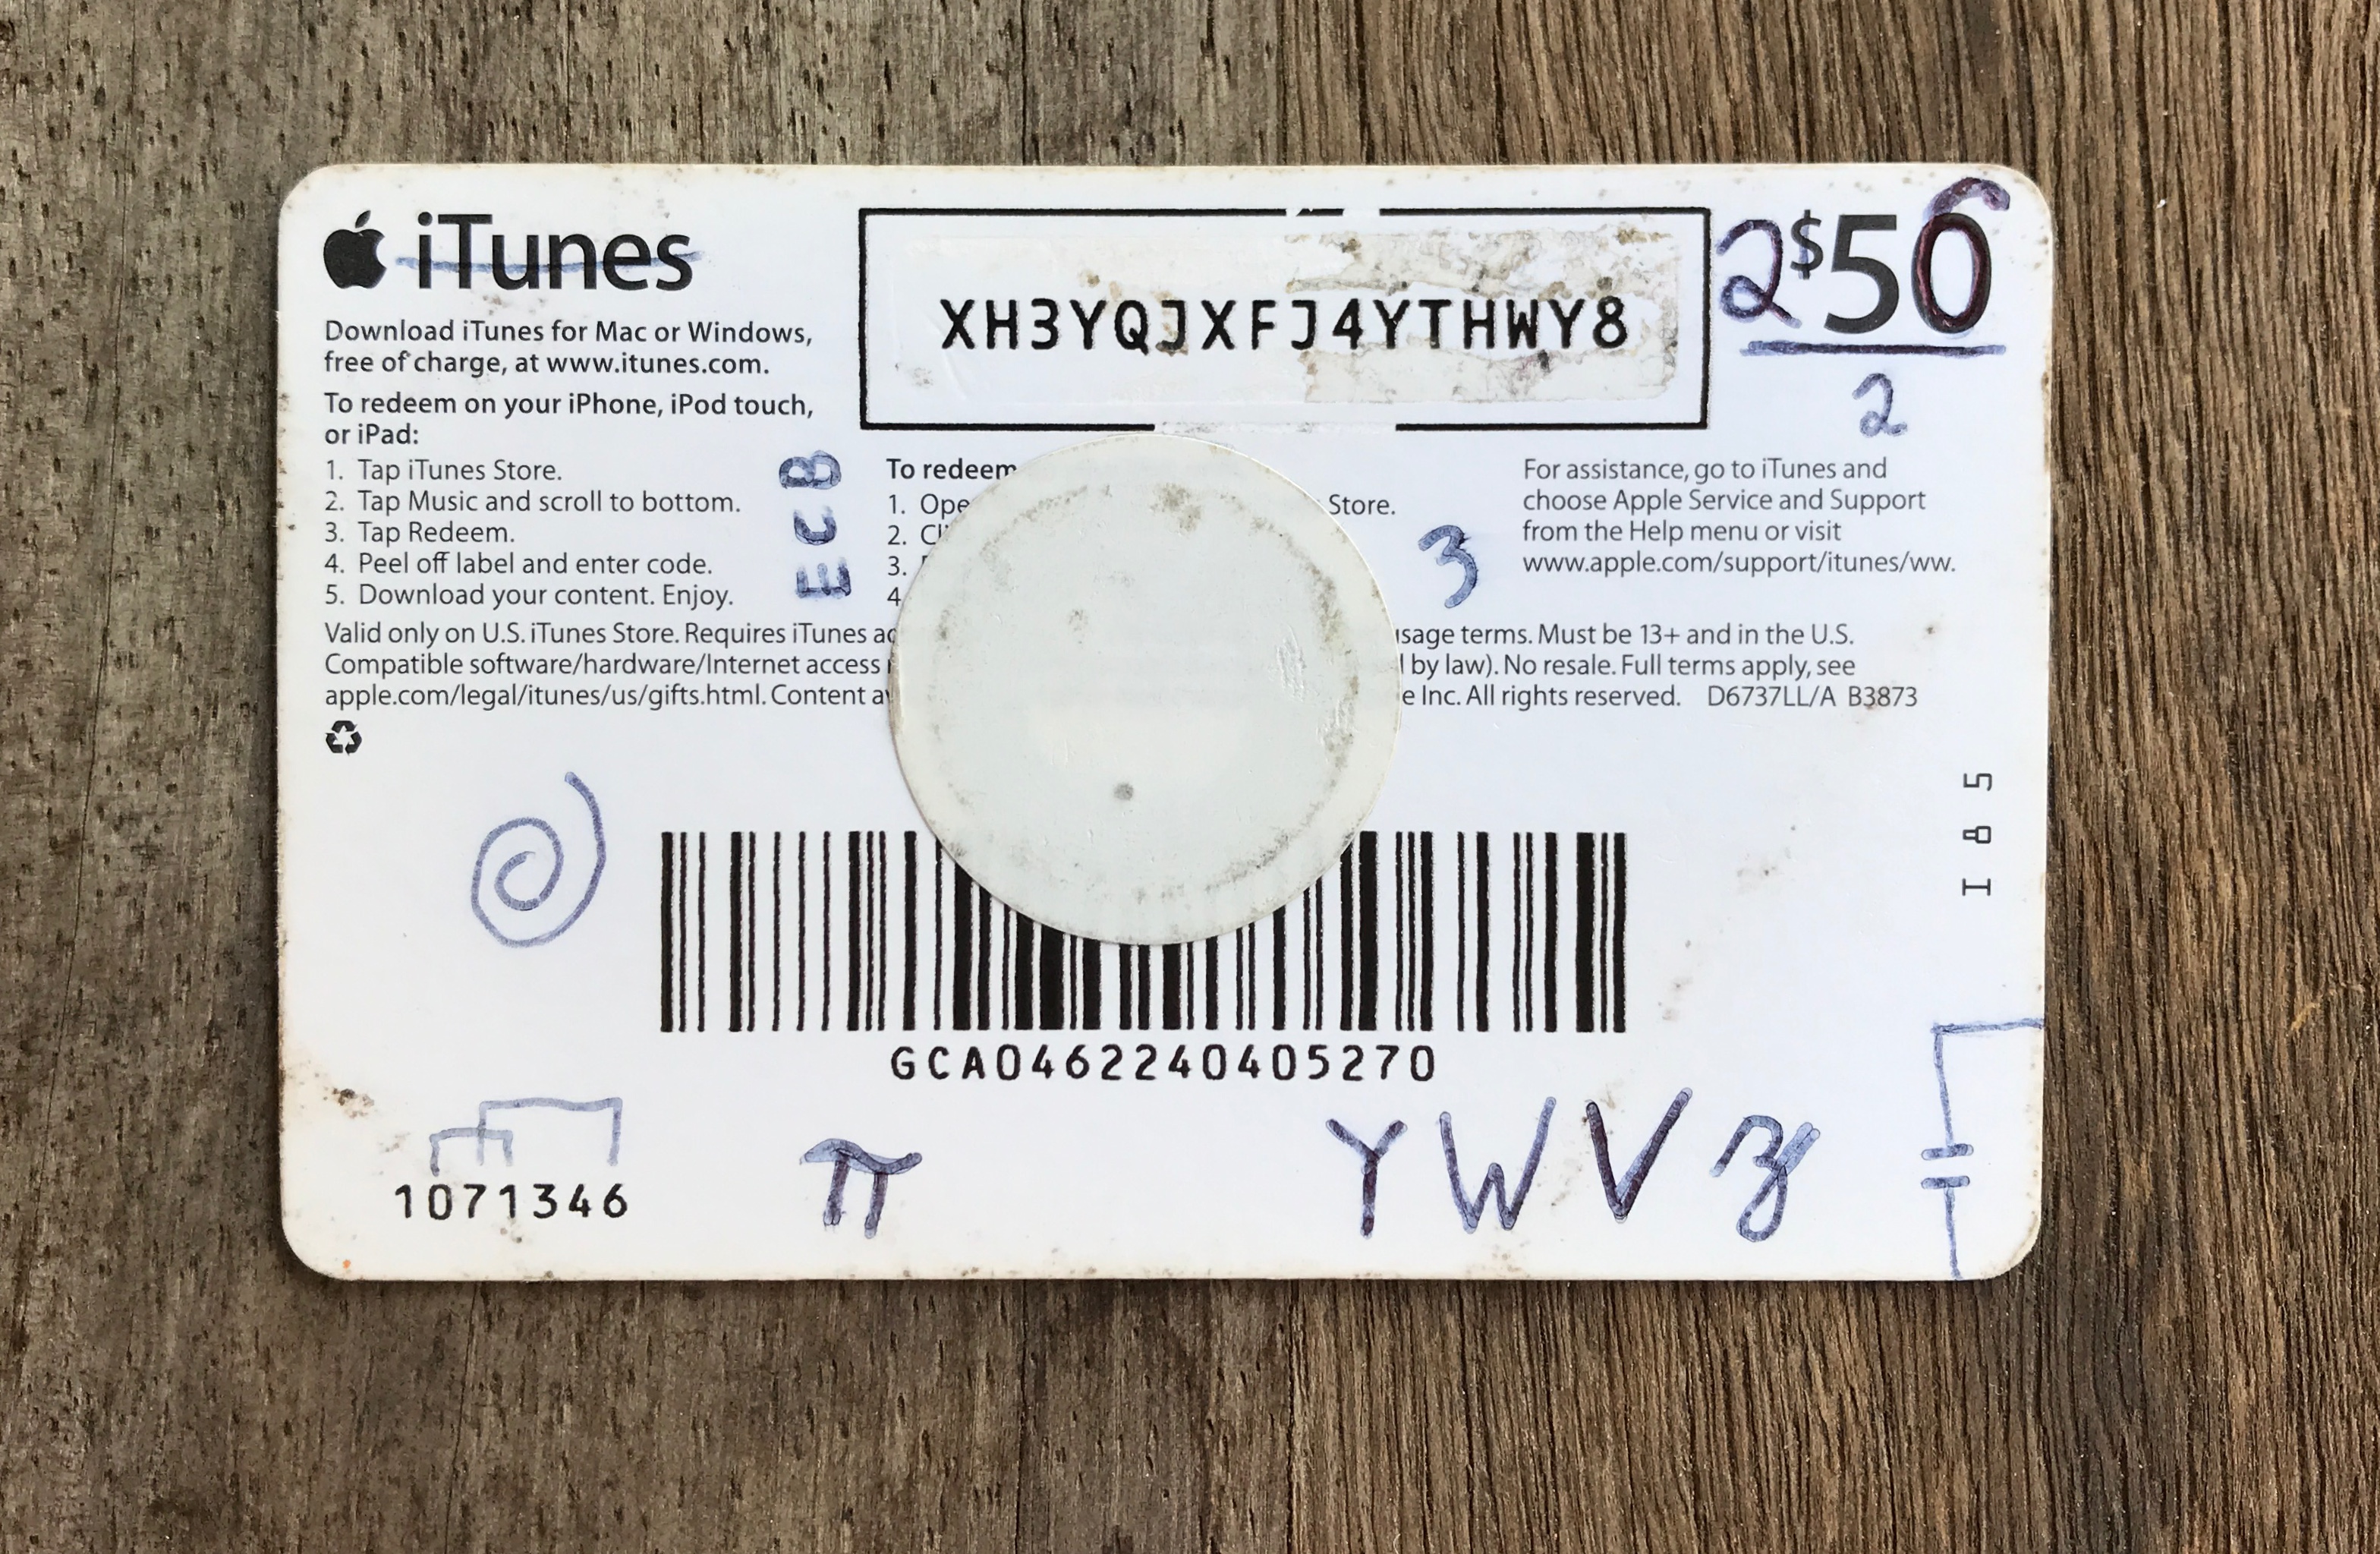 iTunes
Download iTunes for Mac or Windows,
free of charge, at www.itunes.com.
To redeem on your iPhone, iPod touch,
or iPad:
1. Tap iTunes Store.
2. Tap Music and scroll to bottom.
3. Tap Redeem.
4. Peel off label and enter code.
5. Download your content. Enjoy.
XH3YQJXFJ4YTHWY8
2$56
2
ECB
To redeem
1.
2.
3.
4
Store.
3
For assistance, go to iTunes and
choose Apple Service and Support
from the Help menu or visit
www.apple.com/support/itunes/ww.
Valid only on U.S. iTunes Store. Requires iTunes usage terms. Must be 13+ and in the U.S.
Compatible software/hardware/Internet access by law). No resale. Full terms apply, see
apple.com/legal/itunes/us/gifts.html. Content Inc. All rights reserved. D6737LL/A B3873
I85
GCA0462240405270
1071346
π
YWV